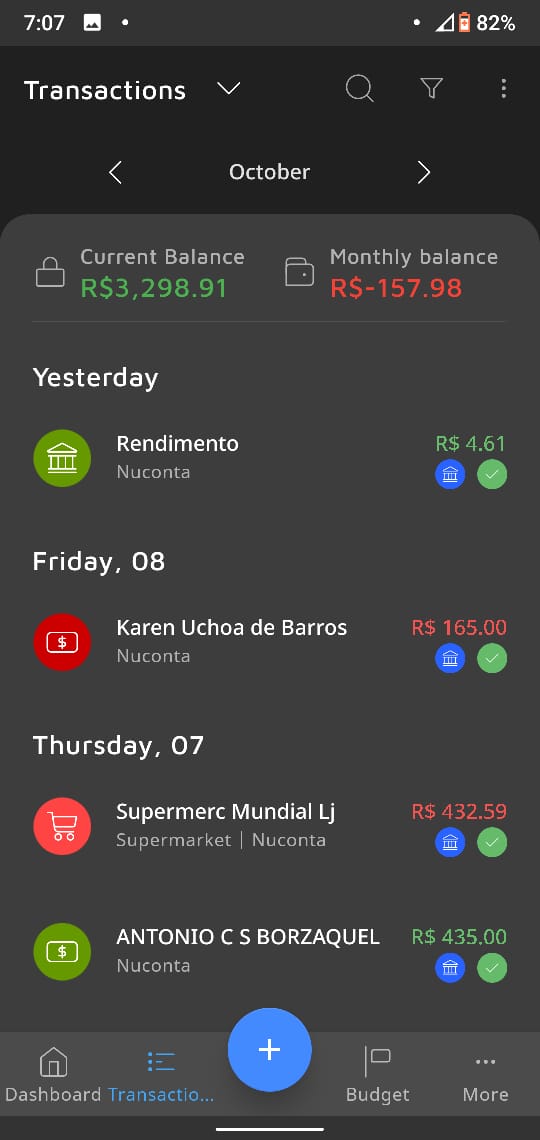 7:07 82%
Transactions
October
Current Balance Monthly balance
R$3,298.91 R$-157.98
Yesterday
Rendimento R$ 4.61
Nuconta
Friday, 08
Karen Uchoa de Barros R$ 165.00
Nuconta
Thursday, 07
Supermerc Mundial Lj R$ 432.59
Supermarket | Nuconta
ANTONIO C S BORZAQUEL R$ 435.00
Nuconta
Dashboard Transactio... Budget More